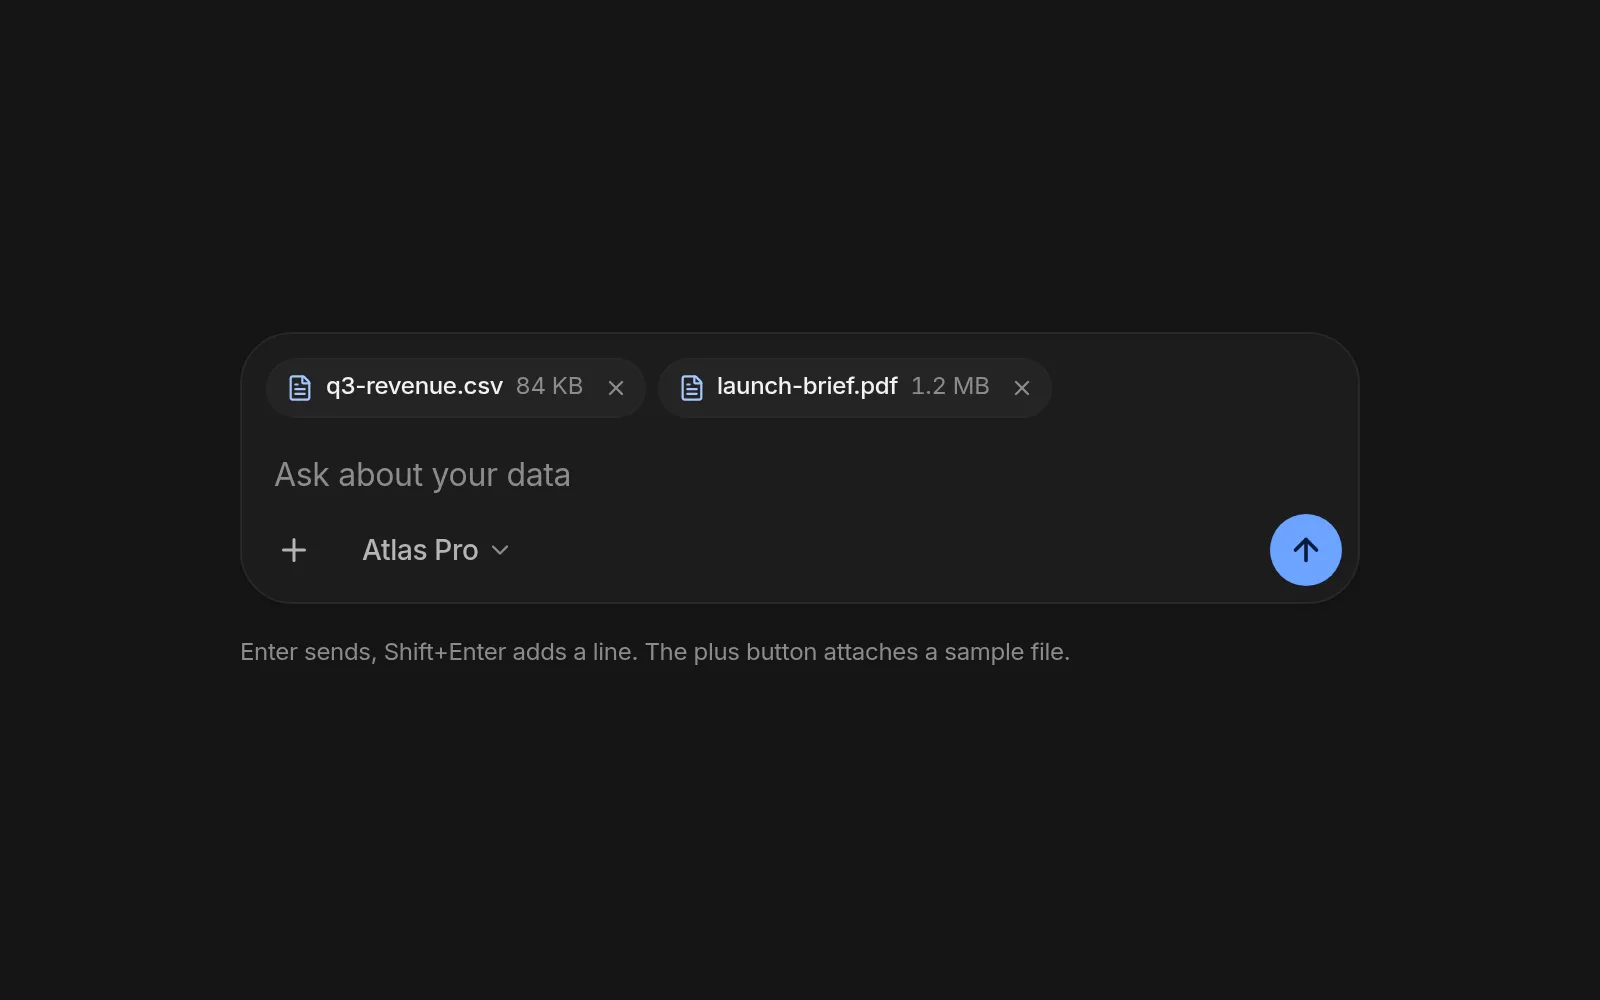 q3-revenue.csv 84 KB launch-brief.pdf 1.2 MB
Ask about your data
Atlas Pro
Enter sends, Shift+Enter adds a line. The plus button attaches a sample file.